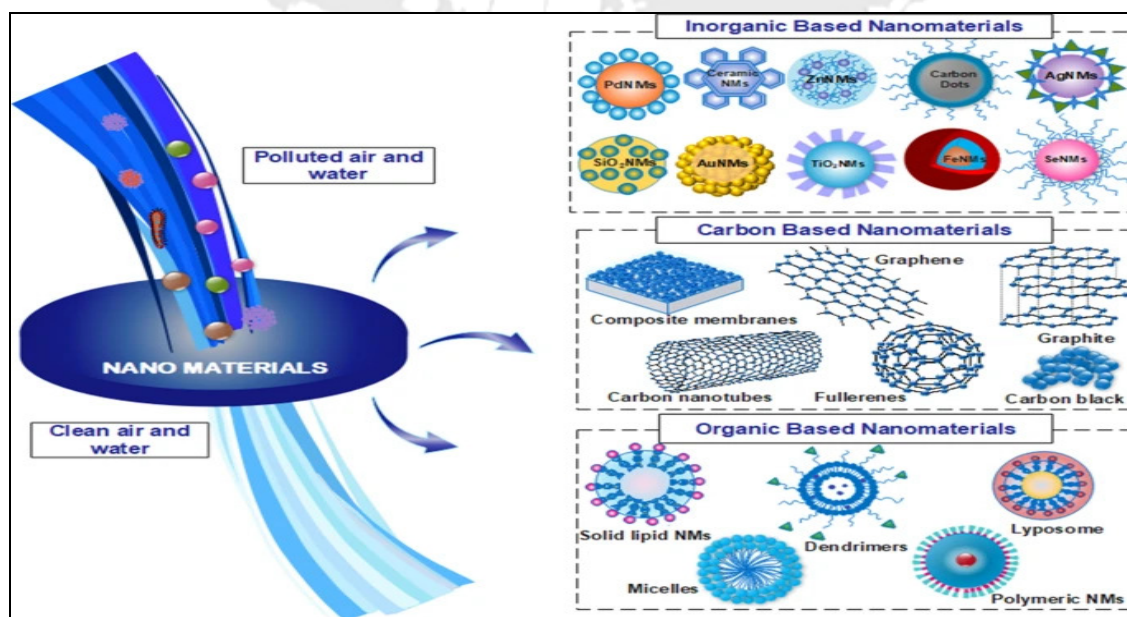 Polluted air and
water
NANO MATERIALS
Clean air and
water
Inorganic Based Nanomaterials
PdNMs
Ceramic
NMs
ZnNMs
Carbon
Dots
AgNMs
SiO₂NMs
AuNMs
TiO₂NMs
FeNMs
SeNMs
Carbon Based Nanomaterials
Composite membranes
Graphene
Graphite
Carbon nanotubes
Fullerenes
Carbon black
Organic Based Nanomaterials
Solid lipid NMs
Dendrimers
Lyposome
Micelles
Polymeric NMs